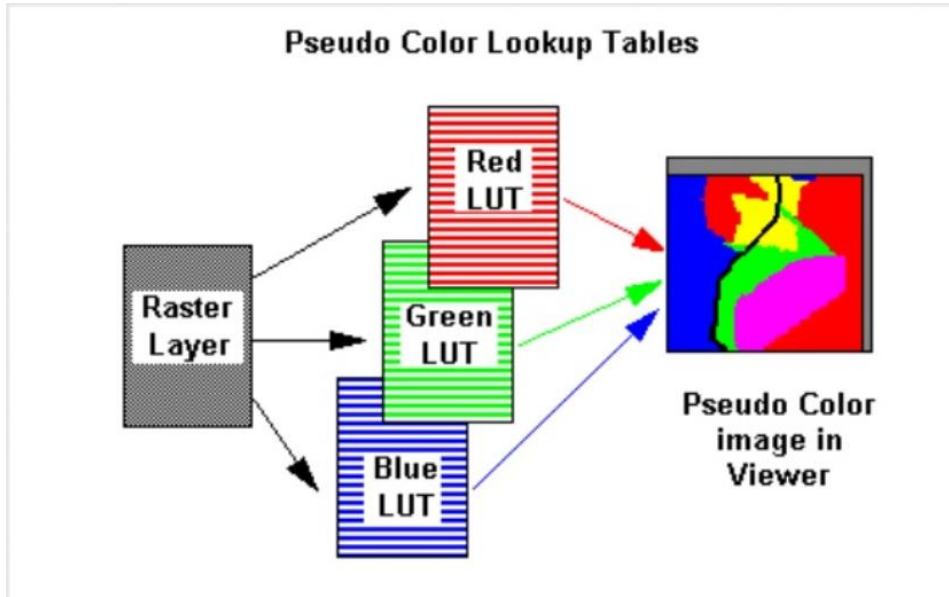 Pseudo Color Lookup Tables
Red
LUT
Raster
Layer
Green
LUT
Blue
LUT
Pseudo Color
image in
Viewer